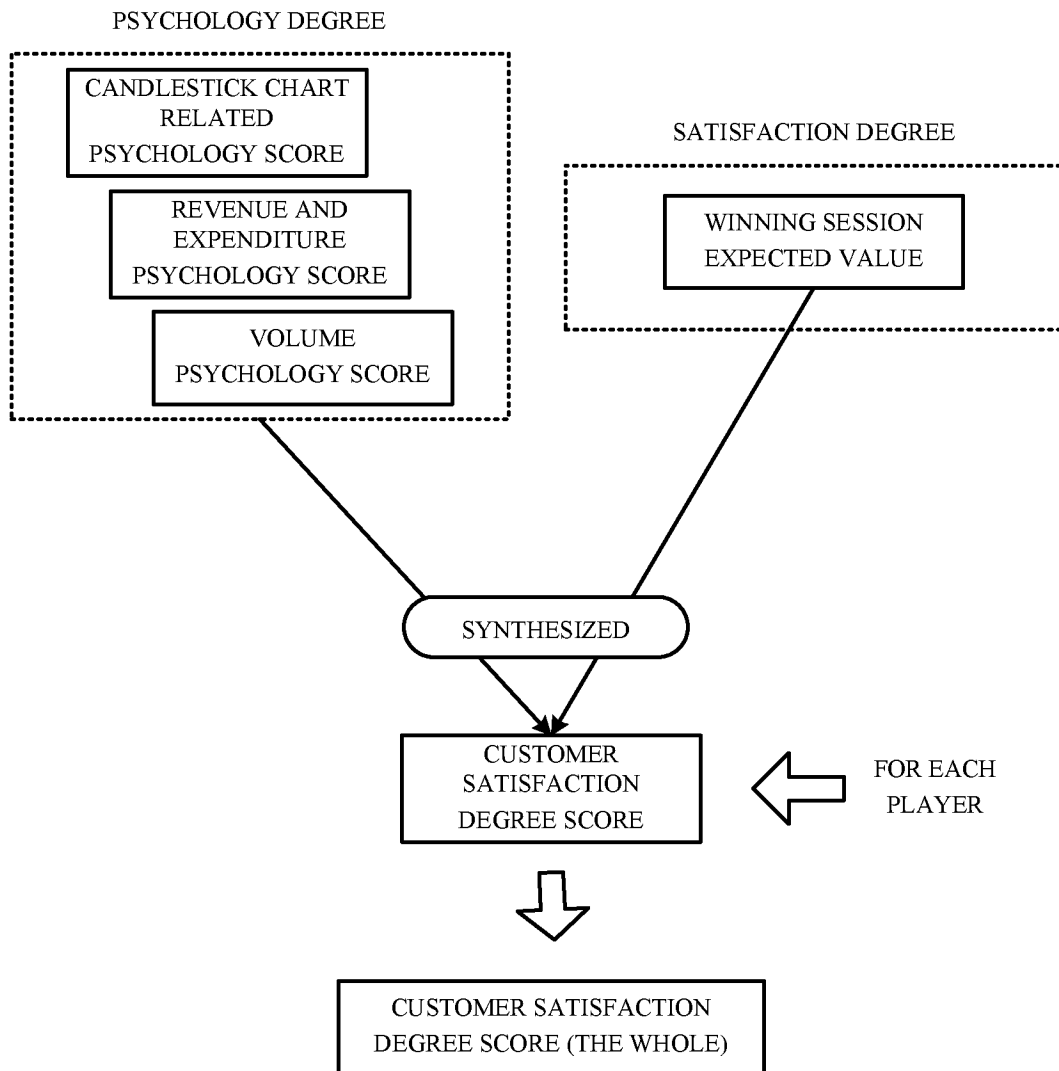 PSYCHOLOGY DEGREE
CANDLESTICK CHART
RELATED
PSYCHOLOGY SCORE
REVENUE AND
EXPENDITURE
PSYCHOLOGY SCORE
VOLUME
PSYCHOLOGY SCORE
SATISFACTION DEGREE
WINNING SESSION
EXPECTED VALUE
SYNTHESIZED
CUSTOMER
SATISFACTION
DEGREE SCORE
FOR EACH
PLAYER
CUSTOMER SATISFACTION
DEGREE SCORE (THE WHOLE)